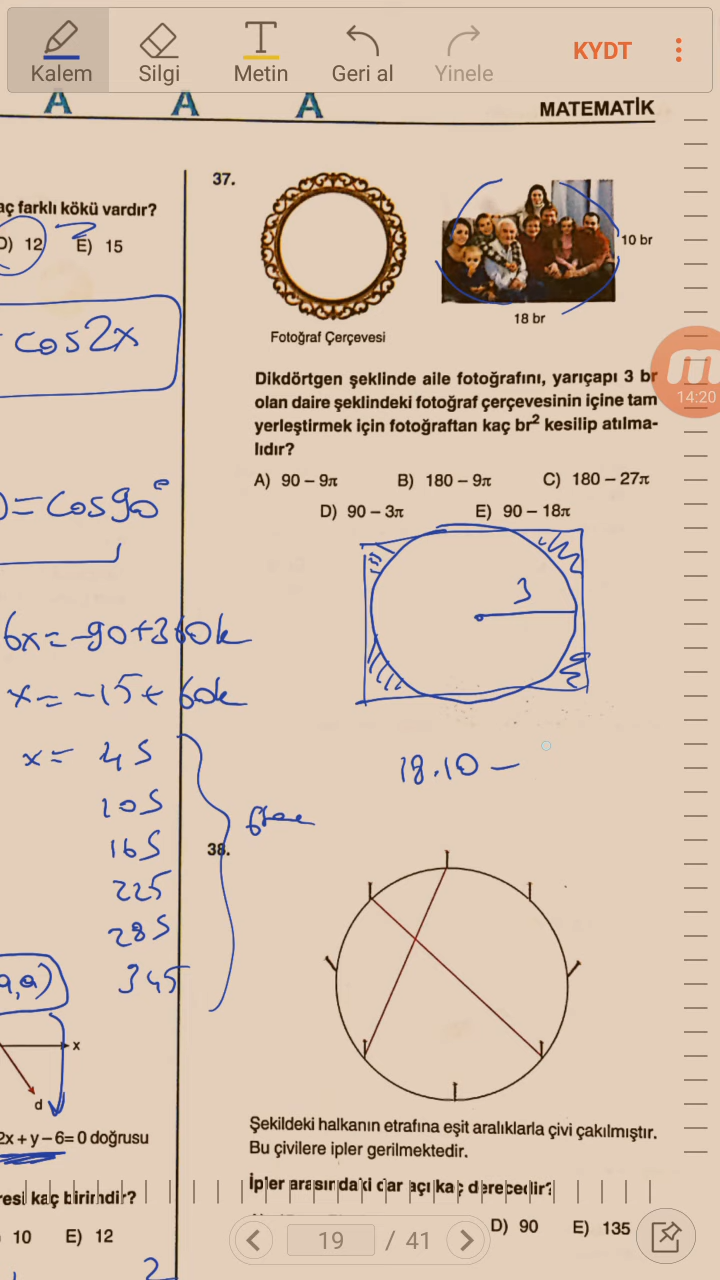 Kalem Silgi Metin Geri al Yinele KYDT
A A A MATEMATİK
14:20
aç farklı kökü vardır?
D) 12 E) 15
cos2x
) = cos90°
6x = -90 + 360k
x = -15 + 60k
x = 45
105
165
225
285
345
a, a)
x
d
2x + y – 6 = 0 doğrusu
resi kaç birimdir?
10 E) 12
2
37.
10 br
18 br
Fotoğraf Çerçevesi
Dikdörtgen şeklinde aile fotoğrafını, yarıçapı 3 br
olan daire şeklindeki fotoğraf çerçevesinin içine tam
yerleştirmek için fotoğraftan kaç br² kesilip atılma-
lıdır?
A) 90 – 9π B) 180 – 9π C) 180 – 27π
D) 90 – 3π E) 90 – 18π
3
18.10 –
38.
Şekildeki halkanın etrafına eşit aralıklarla çivi çakılmıştır.
Bu çivilere ipler gerilmektedir.
İpler arasındaki dar açı kaç derecedir?
D) 90 E) 135
19 / 41